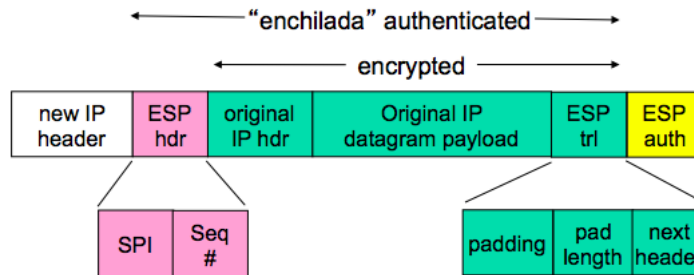 “enchilada” authenticated
encrypted
new IP
header
ESP
hdr
original
IP hdr
Original IP
datagram payload
ESP
trl
ESP
auth
SPI
Seq
#
padding
pad
length
next
header